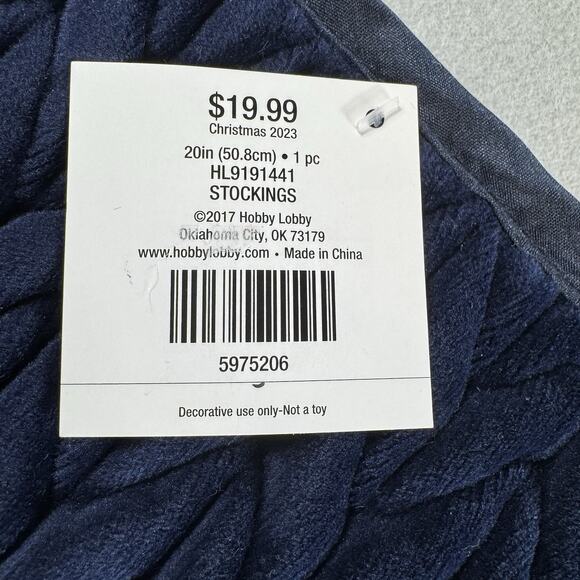 $19.99
Christmas 2023
20in (50.8cm) • 1 pc
HL9191441
STOCKINGS
©2017 Hobby Lobby
Oklahoma City, OK 73179
www.hobbylobby.com • Made in China
5975206
Decorative use only-Not a toy